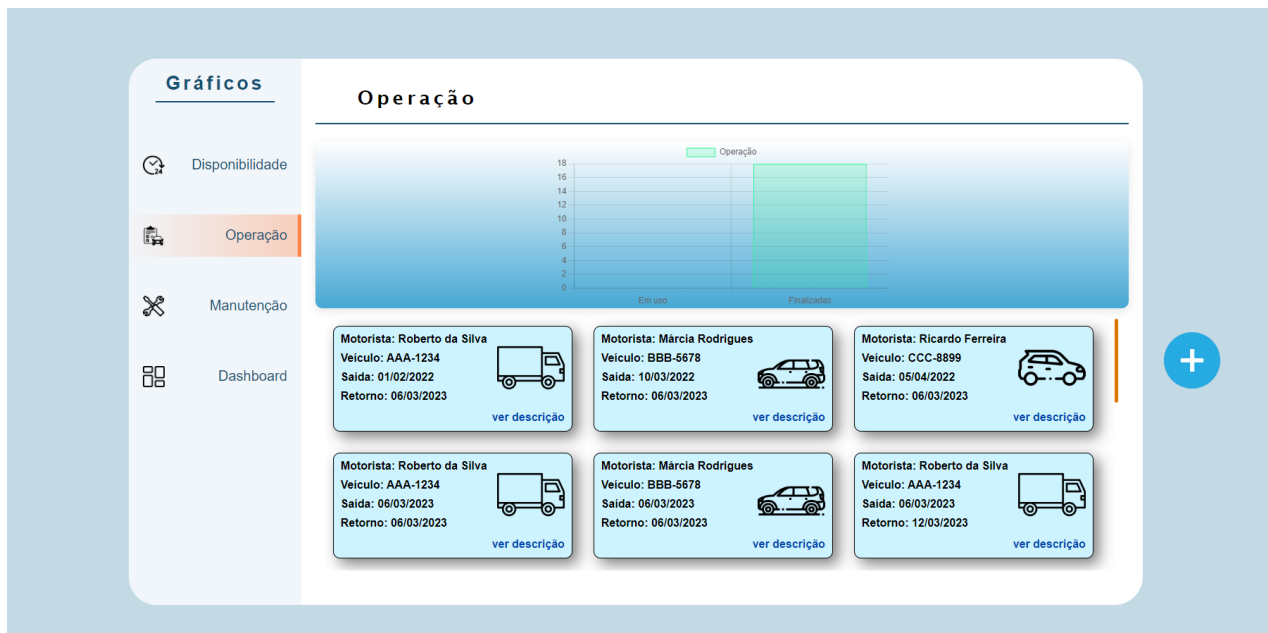 Gráficos
Disponibilidade
Operação
Manutenção
Dashboard
Operação
Operação
18
16
14
12
10
8
6
4
2
0
Em uso
Finalizadas
Motorista: Roberto da Silva
Veículo: AAA-1234
Saída: 01/02/2022
Retorno: 06/03/2023
ver descrição
Motorista: Márcia Rodrigues
Veículo: BBB-5678
Saída: 10/03/2022
Retorno: 06/03/2023
ver descrição
Motorista: Ricardo Ferreira
Veículo: CCC-8899
Saída: 05/04/2022
Retorno: 06/03/2023
ver descrição
Motorista: Roberto da Silva
Veículo: AAA-1234
Saída: 06/03/2023
Retorno: 06/03/2023
ver descrição
Motorista: Márcia Rodrigues
Veículo: BBB-5678
Saída: 06/03/2023
Retorno: 06/03/2023
ver descrição
Motorista: Roberto da Silva
Veículo: AAA-1234
Saída: 06/03/2023
Retorno: 12/03/2023
ver descrição
+